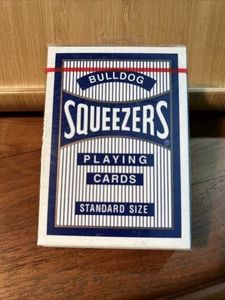 BULLDOG
SQUEEZERS
PLAYING
CARDS
STANDARD SIZE